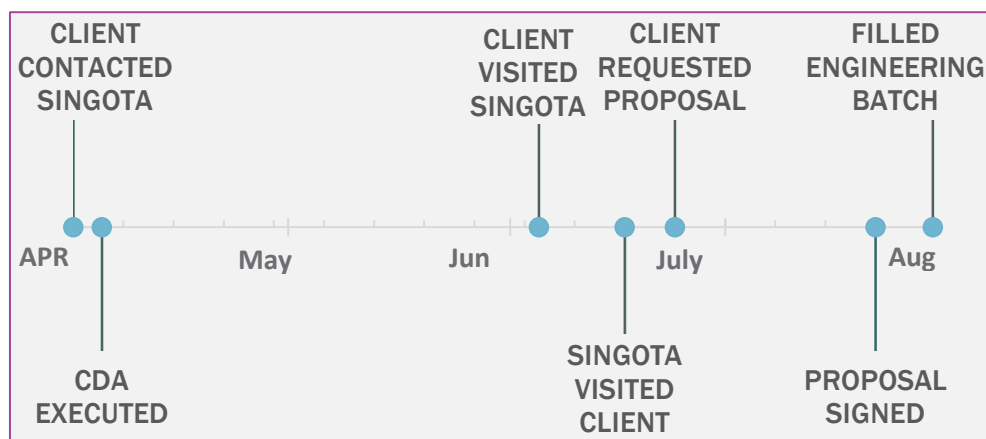 CLIENT
CONTACTED
SINGOTA
CLIENT
VISITED
SINGOTA
CLIENT
REQUESTED
PROPOSAL
FILLED
ENGINEERING
BATCH
APR
May
Jun
July
Aug
CDA
EXECUTED
SINGOTA
VISITED
CLIENT
PROPOSAL
SIGNED